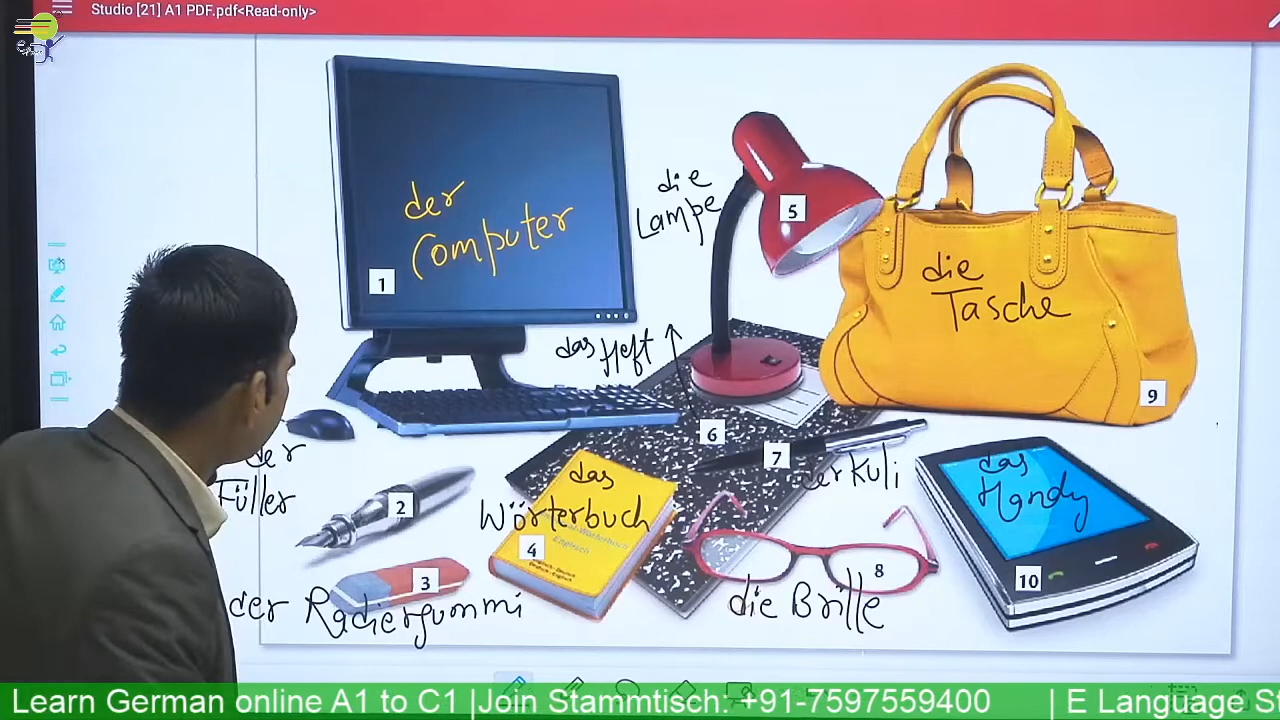 Studio [21] A1 PDF.pdf<Read-only>
der
Computer
1
die
Lampe
5
die
Tasche
9
das Heft
6
7
der Kuli
der
Füller
2
das
Wörterbuch
4
das
Handy
10
3
der Radiergummi
8
die Brille
Learn German online A1 to C1 |Join Stammtisch: +91-7597559400 | E Language St